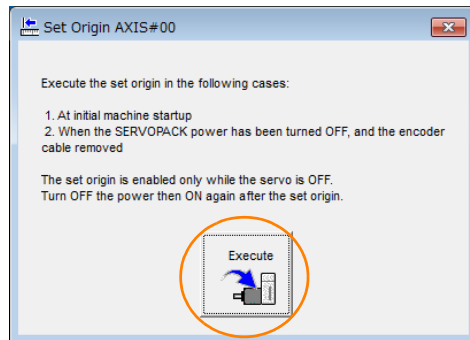 Set Origin AXIS#00
Execute the set origin in the following cases:
1. At initial machine startup
2. When the SERVOPACK power has been turned OFF, and the encoder
cable removed
The set origin is enabled only while the servo is OFF.
Turn OFF the power then ON again after the set origin.
Execute